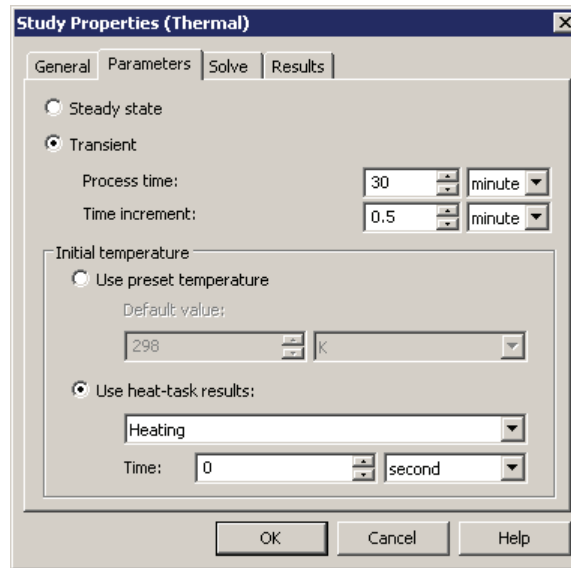 Study Properties (Thermal)
General Parameters Solve Results
Steady state
Transient
Process time: 30 minute
Time increment: 0.5 minute
Initial temperature
Use preset temperature
Default value:
298 K
Use heat-task results:
Heating
Time: 0 second
OK Cancel Help